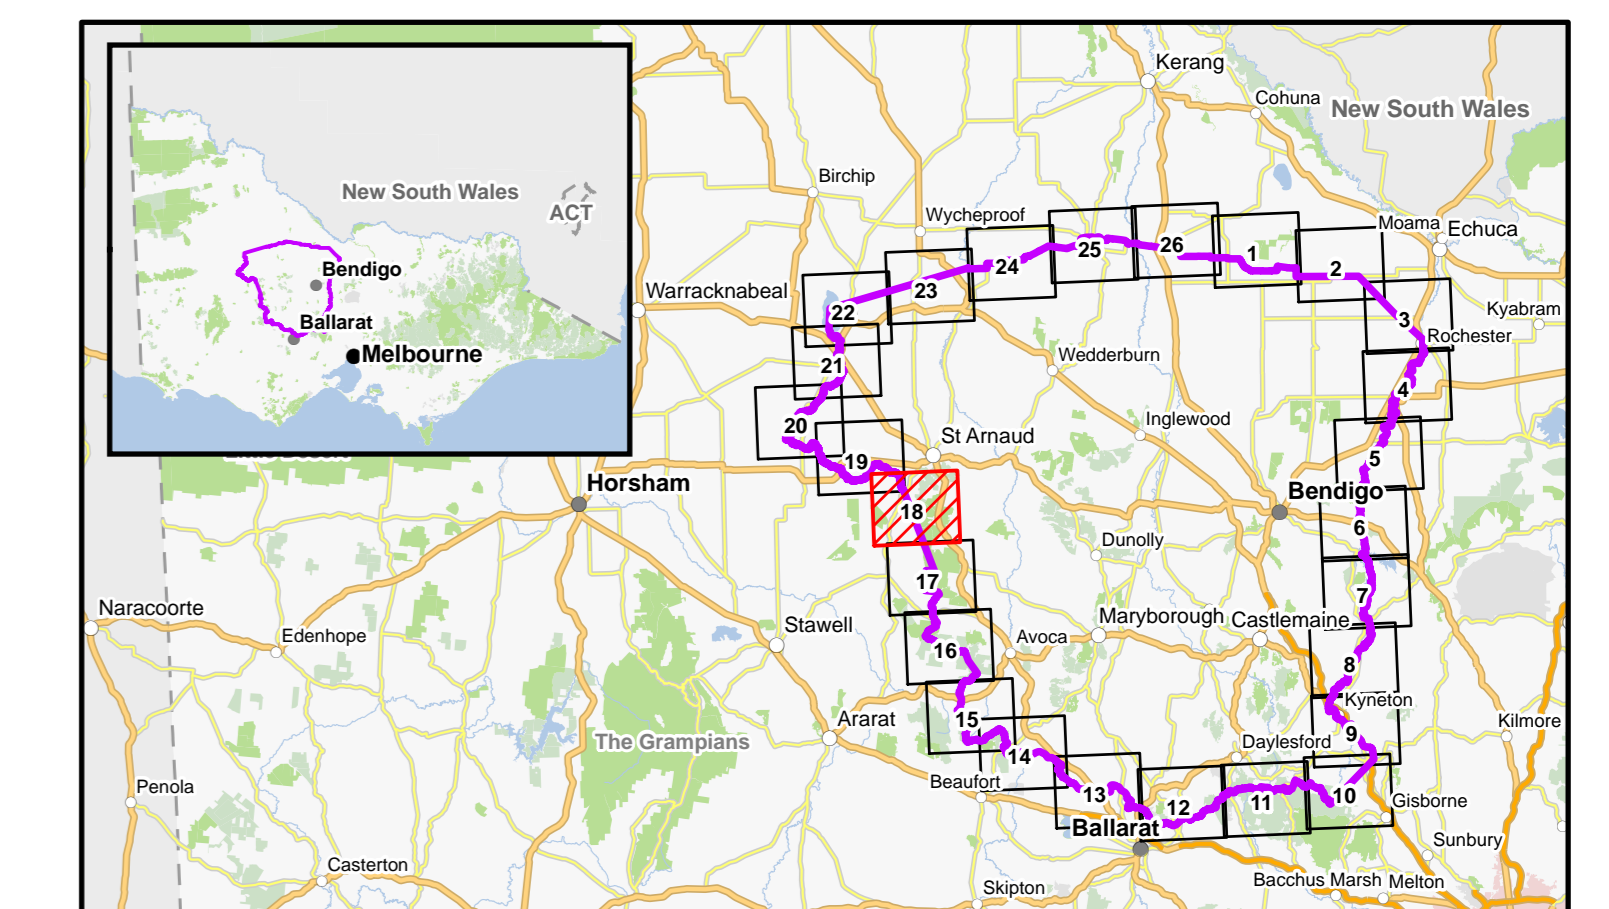 New South Wales
ACT
Bendigo
Ballarat
Melbourne
Kerang
Cohuna
New South Wales
Birchip
Wycheproof
Moama
Echuca
25
26
1
2
24
Warracknabeal
23
22
3
Kyabram
Rochester
Wedderburn
21
4
Inglewood
20
St Arnaud
19
5
Horsham
Bendigo
18
6
Dunolly
17
7
Naracoorte
Edenhope
Stawell
Avoca
Maryborough
Castlemaine
16
8
Kyneton
Ararat
15
Kilmore
The Grampians
9
Daylesford
14
Beaufort
Penola
13
12
11
10
Gisborne
Ballarat
Sunbury
Casterton
Skipton
Bacchus Marsh
Melton